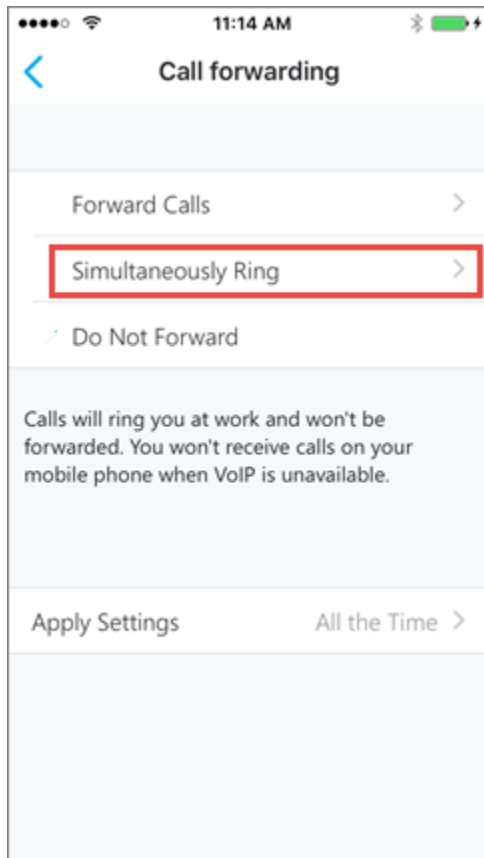 11:14 AM
Call forwarding
Forward Calls
Simultaneously Ring
Do Not Forward
Calls will ring you at work and won't be
forwarded. You won't receive calls on your
mobile phone when VoIP is unavailable.
Apply Settings All the Time